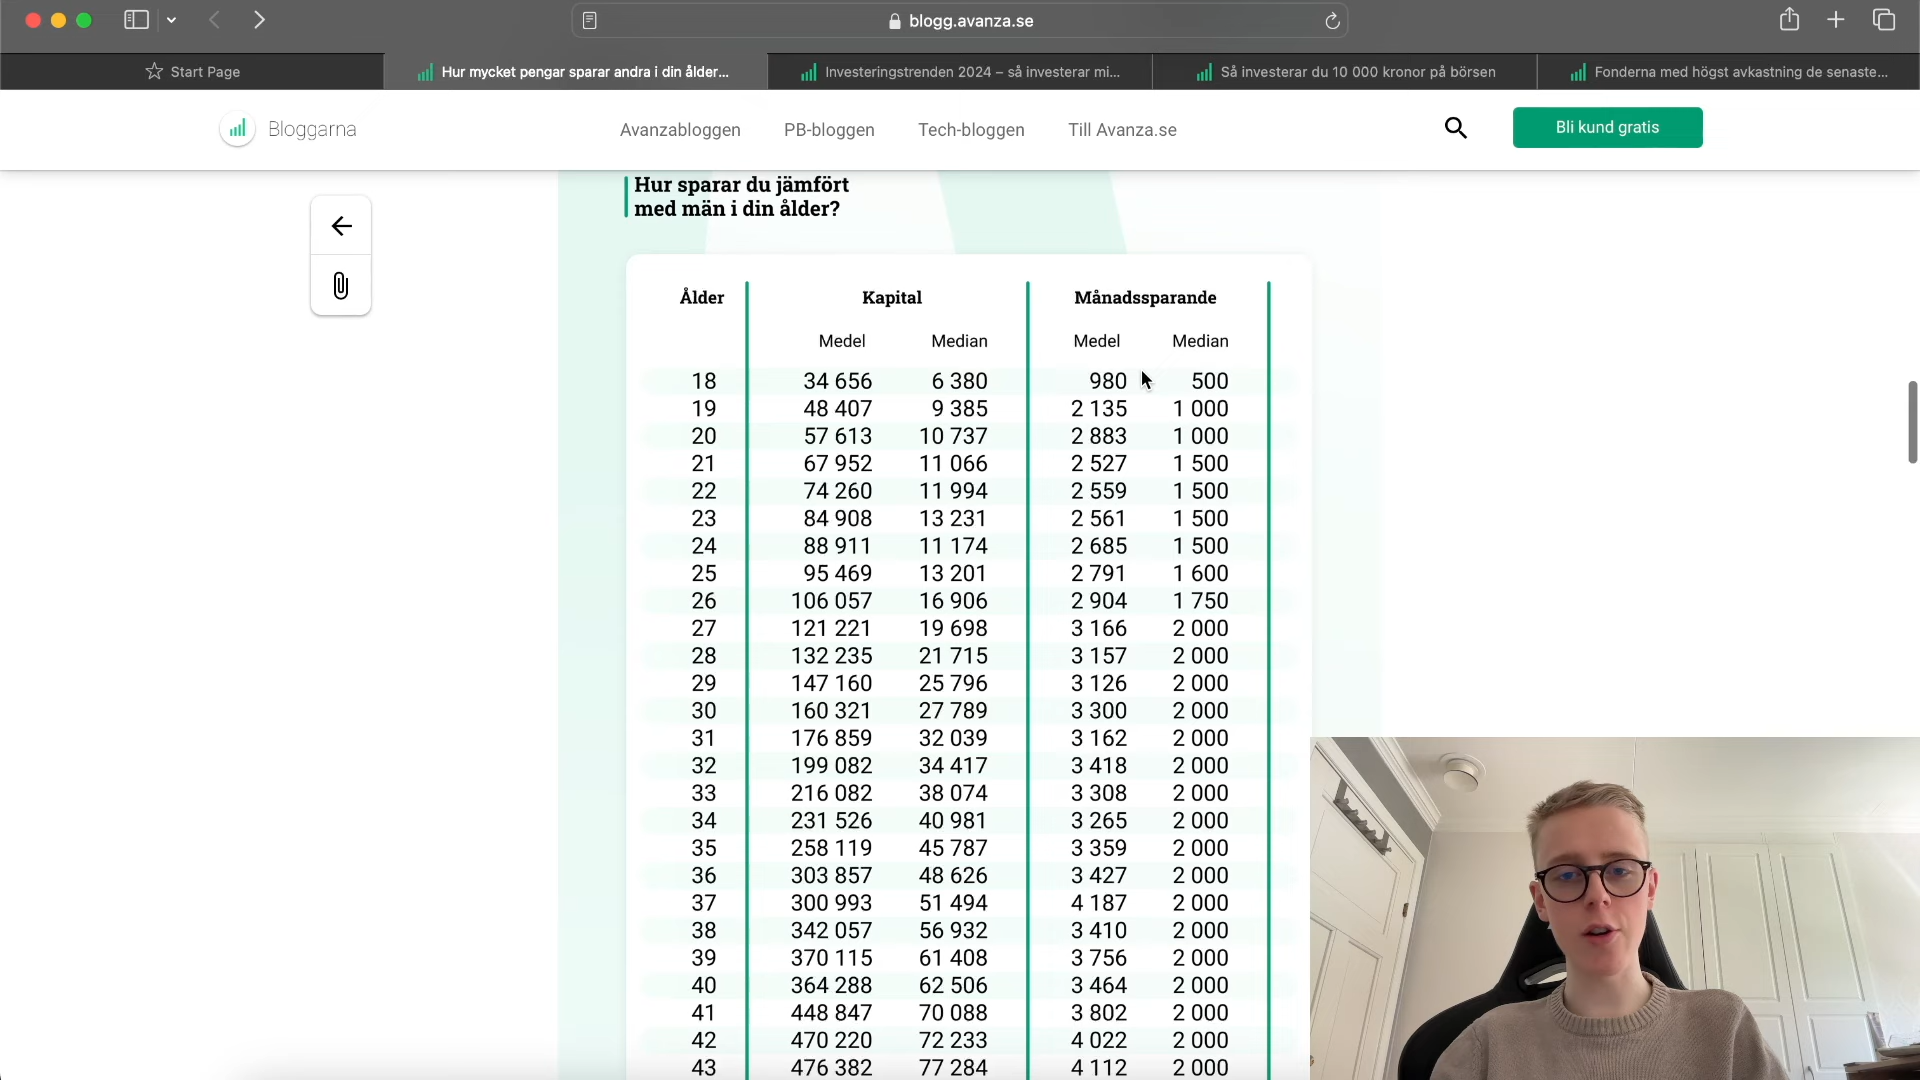 blogg.avanza.se
Start Page
Hur mycket pengar sparar andra i din ålder...
Investeringstrenden 2024 – så investerar mi...
Så investerar du 10 000 kronor på börsen
Fonderna med högst avkastning de senaste...
Bloggarna
Avanzabloggen
PB-bloggen
Tech-bloggen
Till Avanza.se
Bli kund gratis
Hur sparar du jämfört
med män i din ålder?
Ålder Kapital Månadssparande
Medel Median Medel Median
18 34 656 6 380 980 500
19 48 407 9 385 2 135 1 000
20 57 613 10 737 2 883 1 000
21 67 952 11 066 2 527 1 500
22 74 260 11 994 2 559 1 500
23 84 908 13 231 2 561 1 500
24 88 911 11 174 2 685 1 500
25 95 469 13 201 2 791 1 600
26 106 057 16 906 2 904 1 750
27 121 221 19 698 3 166 2 000
28 132 235 21 715 3 157 2 000
29 147 160 25 796 3 126 2 000
30 160 321 27 789 3 300 2 000
31 176 859 32 039 3 162 2 000
32 199 082 34 417 3 418 2 000
33 216 082 38 074 3 308 2 000
34 231 526 40 981 3 265 2 000
35 258 119 45 787 3 359 2 000
36 303 857 48 626 3 427 2 000
37 300 993 51 494 4 187 2 000
38 342 057 56 932 3 410 2 000
39 370 115 61 408 3 756 2 000
40 364 288 62 506 3 464 2 000
41 448 847 70 088 3 802 2 000
42 470 220 72 233 4 022 2 000
43 476 382 77 284 4 112 2 000